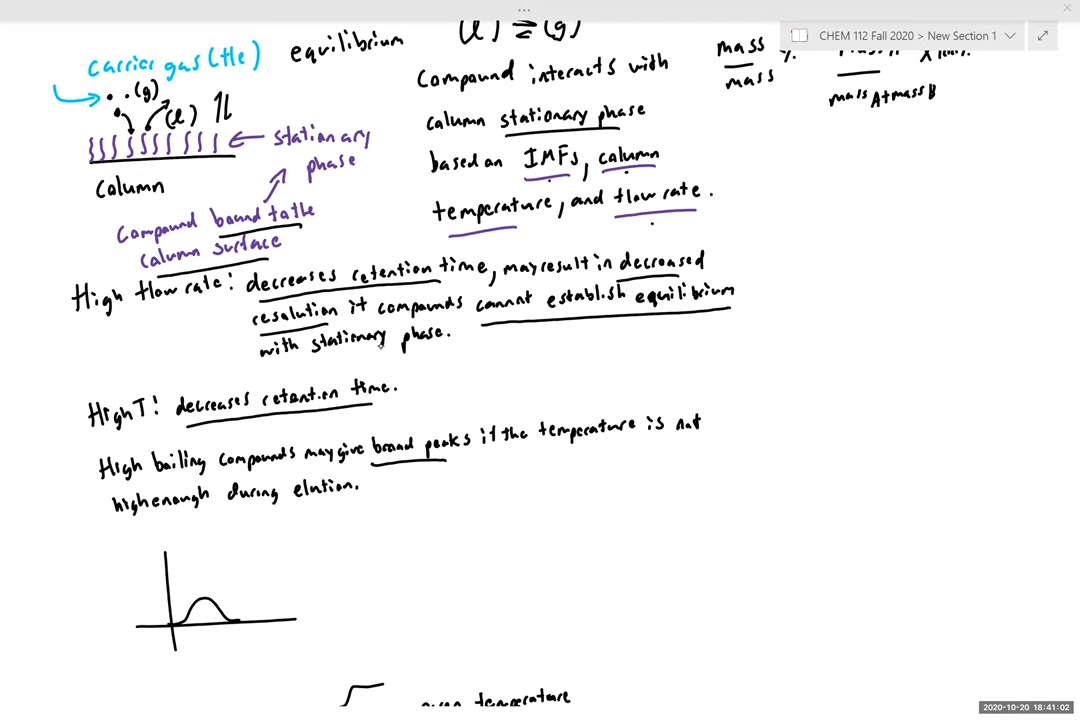 (l) ⇌ (g)
CHEM 112 Fall 2020 > New Section 1
carrier gas (He)
equilibrium
(g)
(l) ⇌
stationary
phase
column
Compound bound to the
column surface
Compound interacts with
column stationary phase
based on IMFs, column
temperature, and flow rate.
mass
mass
%
mass A + mass B
High flow rate: decreases retention time, may result in decreased
resolution if compounds cannot establish equilibrium
with stationary phase.
High T: decreases retention time.
High boiling compounds may give broad peaks if the temperature is not
high enough during elution.
oven temperature
2020-10-20 18:41:02